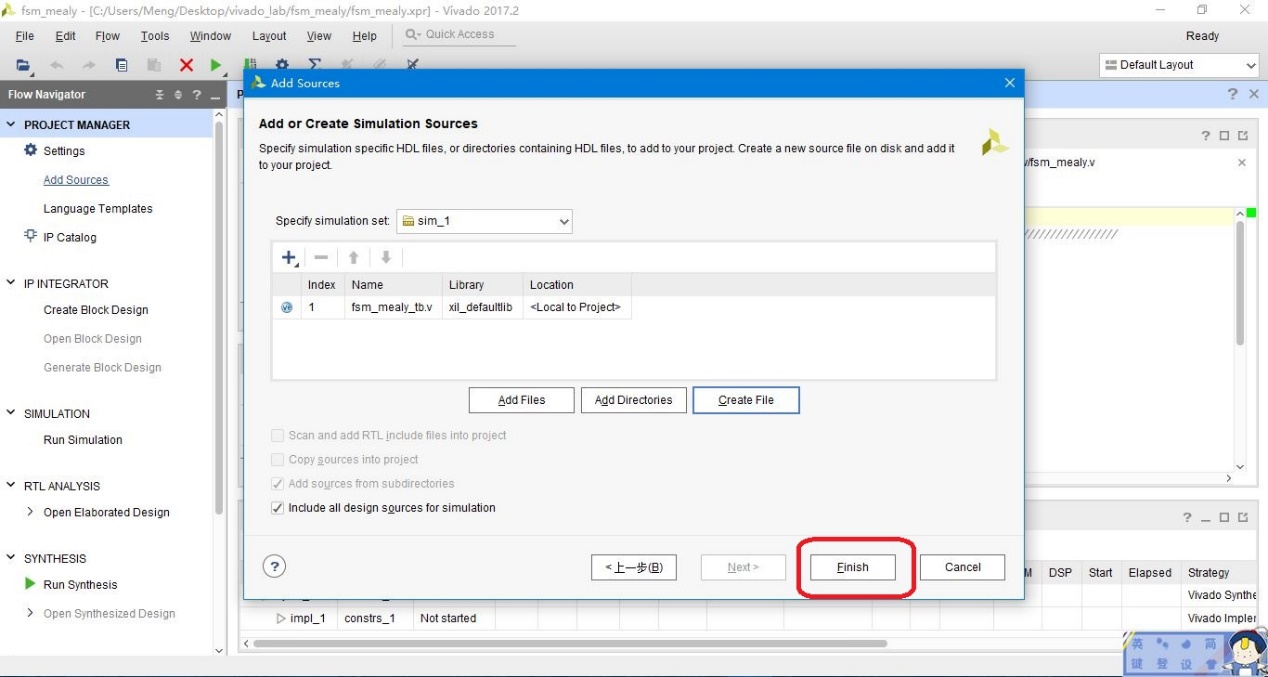 fsm_mealy - [C:/Users/Meng/Desktop/vivado_lab/fsm_mealy/fsm_mealy.xpr] - Vivado 2017.2
File Edit Flow Tools Window Layout View Help Quick Access Ready
Default Layout
Flow Navigator
Add Sources
PROJECT MANAGER
Settings
Add Sources
Language Templates
IP Catalog
IP INTEGRATOR
Create Block Design
Open Block Design
Generate Block Design
SIMULATION
Run Simulation
RTL ANALYSIS
Open Elaborated Design
SYNTHESIS
Run Synthesis
Open Synthesized Design
Add or Create Simulation Sources
Specify simulation specific HDL files, or directories containing HDL files, to add to your project. Create a new source file on disk and add it
to your project.
Specify simulation set: sim_1
Index Name Library Location
1 fsm_mealy_tb.v xil_defaultlib <Local to Project>
Add Files Add Directories Create File
Scan and add RTL include files into project
Copy sources into project
Add sources from subdirectories
Include all design sources for simulation
? <上一步(B) Next > Finish Cancel
/fsm_mealy.v
/////////////////
M DSP Start Elapsed Strategy
Vivado Synthe
impl_1 constrs_1 Not started Vivado Impler
英 简
键 登 设